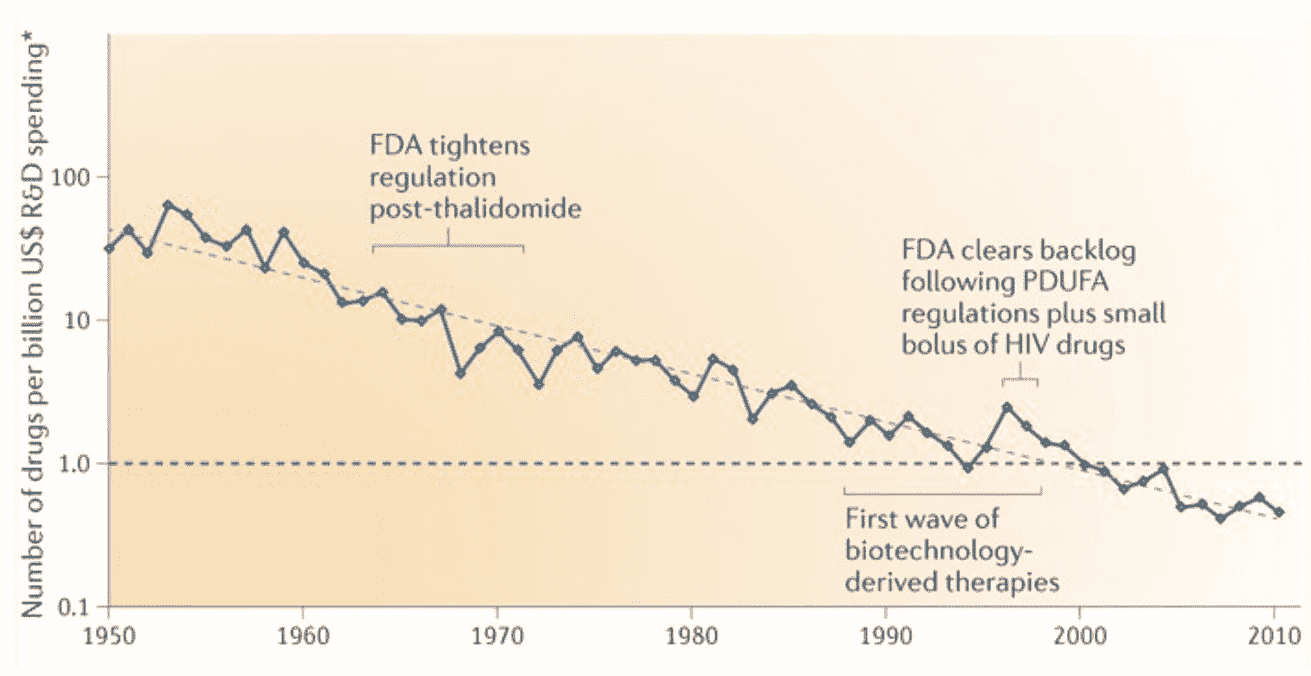 Number of drugs per billion US$ R&D spending*
100
10
1.0
0.1
FDA tightens
regulation
post-thalidomide
FDA clears backlog
following PDUFA
regulations plus small
bolus of HIV drugs
First wave of
biotechnology-
derived therapies
1950 1960 1970 1980 1990 2000 2010